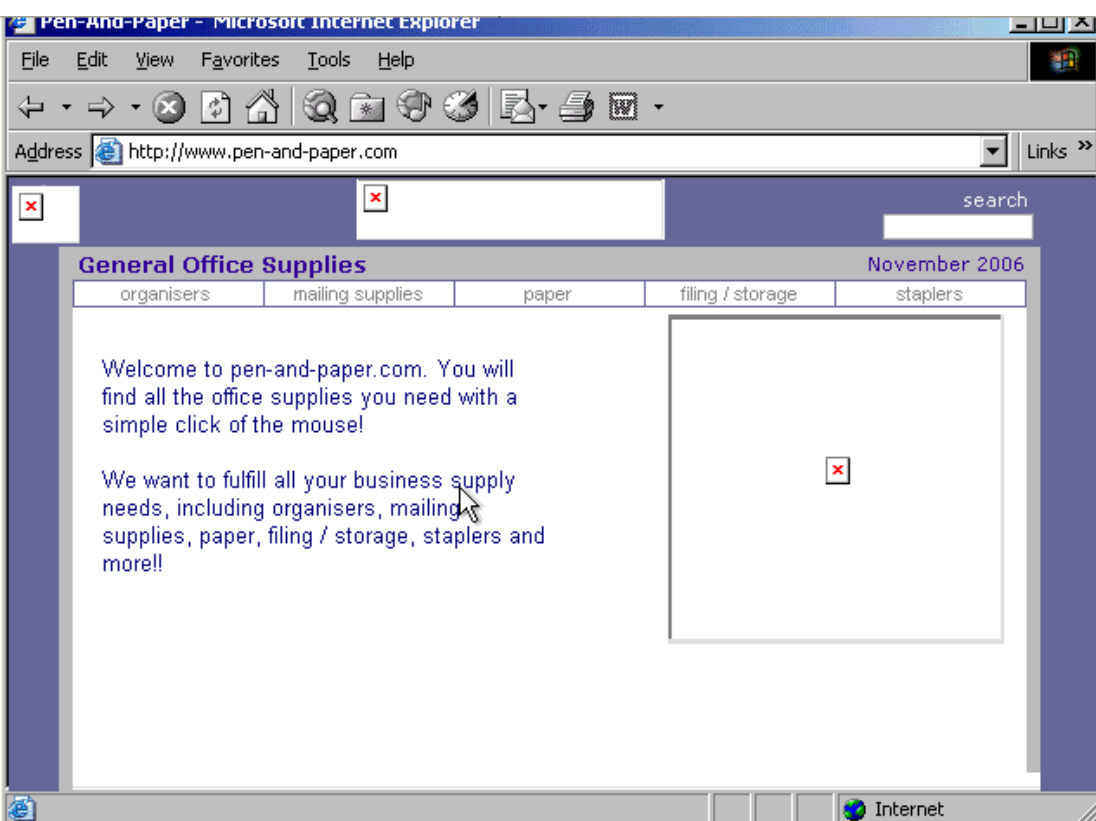 Pen-And-Paper - Microsoft Internet Explorer
File Edit View Favorites Tools Help
Address http://www.pen-and-paper.com Links »
search
General Office Supplies November 2006
organisers mailing supplies paper filing / storage staplers
Welcome to pen-and-paper.com. You will
find all the office supplies you need with a
simple click of the mouse!
We want to fulfill all your business supply
needs, including organisers, mailing
supplies, paper, filing / storage, staplers and
more!!
Internet